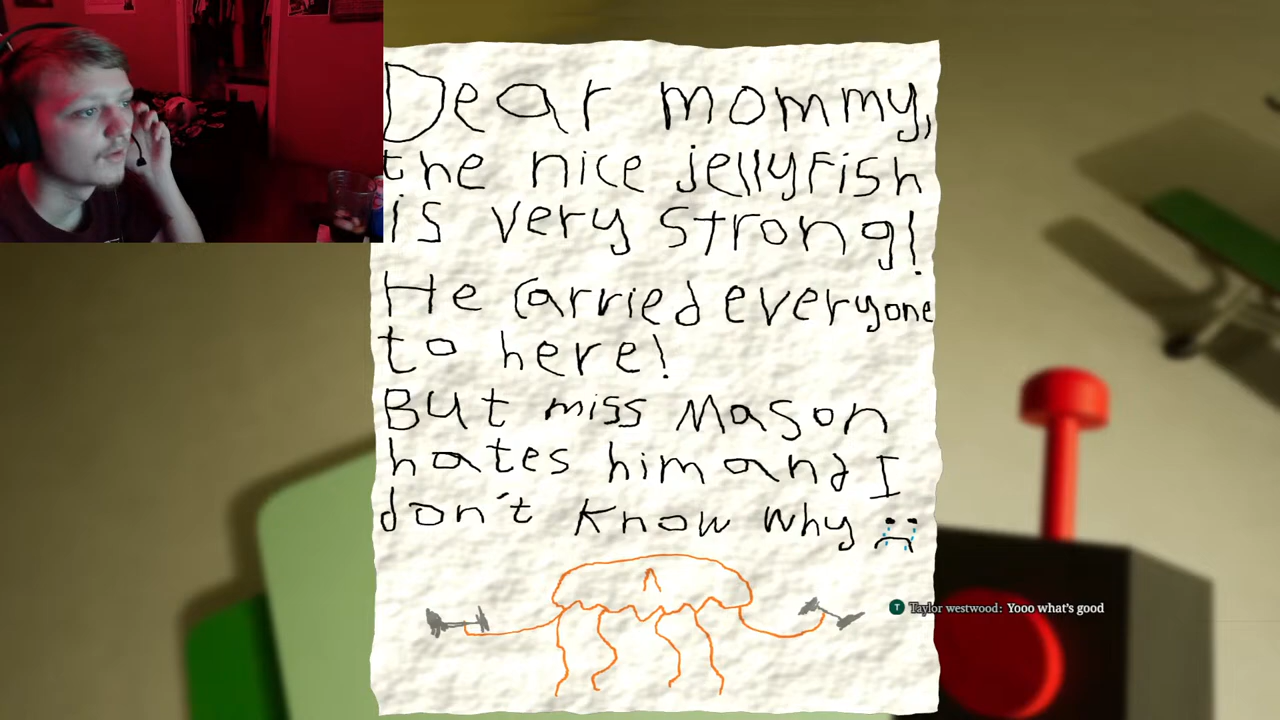 Dear mommy,
the nice jellyfish
is very strong!
He carried everyone
to here!
But miss Mason
hates him and I
don't know why
T Taylor westwood: Yooo what's good